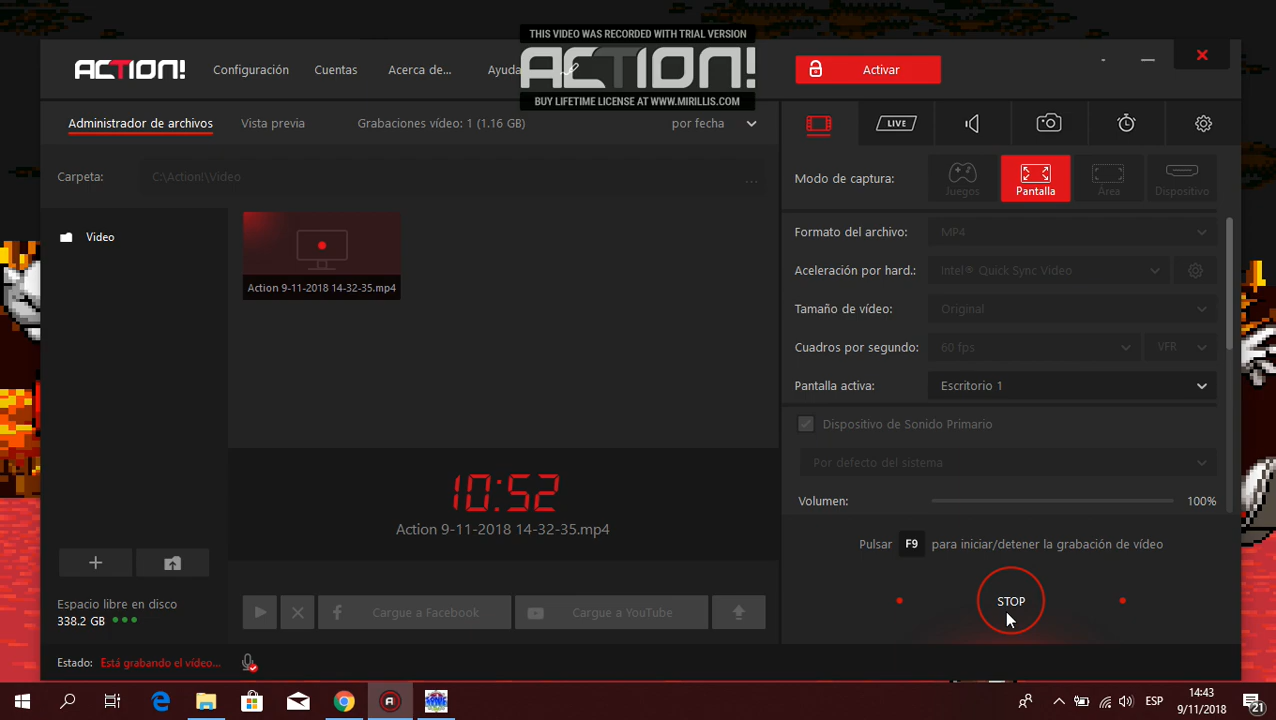 THIS VIDEO WAS RECORDED WITH TRIAL VERSION
ACTION!
BUY LIFETIME LICENSE AT WWW.MIRILLIS.COM
ACTION!
Configuración
Cuentas
Acerca de...
Ayuda
Activar
Administrador de archivos
Vista previa
Grabaciones vídeo: 1 (1.16 GB)
por fecha
LIVE
Carpeta:
C:\Action!\Video
...
Modo de captura:
Juegos
Pantalla
Área
Dispositivo
Video
Action 9-11-2018 14-32-35.mp4
Formato del archivo:
MP4
Aceleración por hard.:
Intel® Quick Sync Video
Tamaño de vídeo:
Original
Cuadros por segundo:
60 fps
VFR
Pantalla activa:
Escritorio 1
Dispositivo de Sonido Primario
Por defecto del sistema
Volumen:
100%
10:52
Action 9-11-2018 14-32-35.mp4
Pulsar F9 para iniciar/detener la grabación de vídeo
STOP
Espacio libre en disco
338.2 GB
Cargue a Facebook
Cargue a YouTube
Estado: Está grabando el vídeo...
ESP
14:43
9/11/2018
21